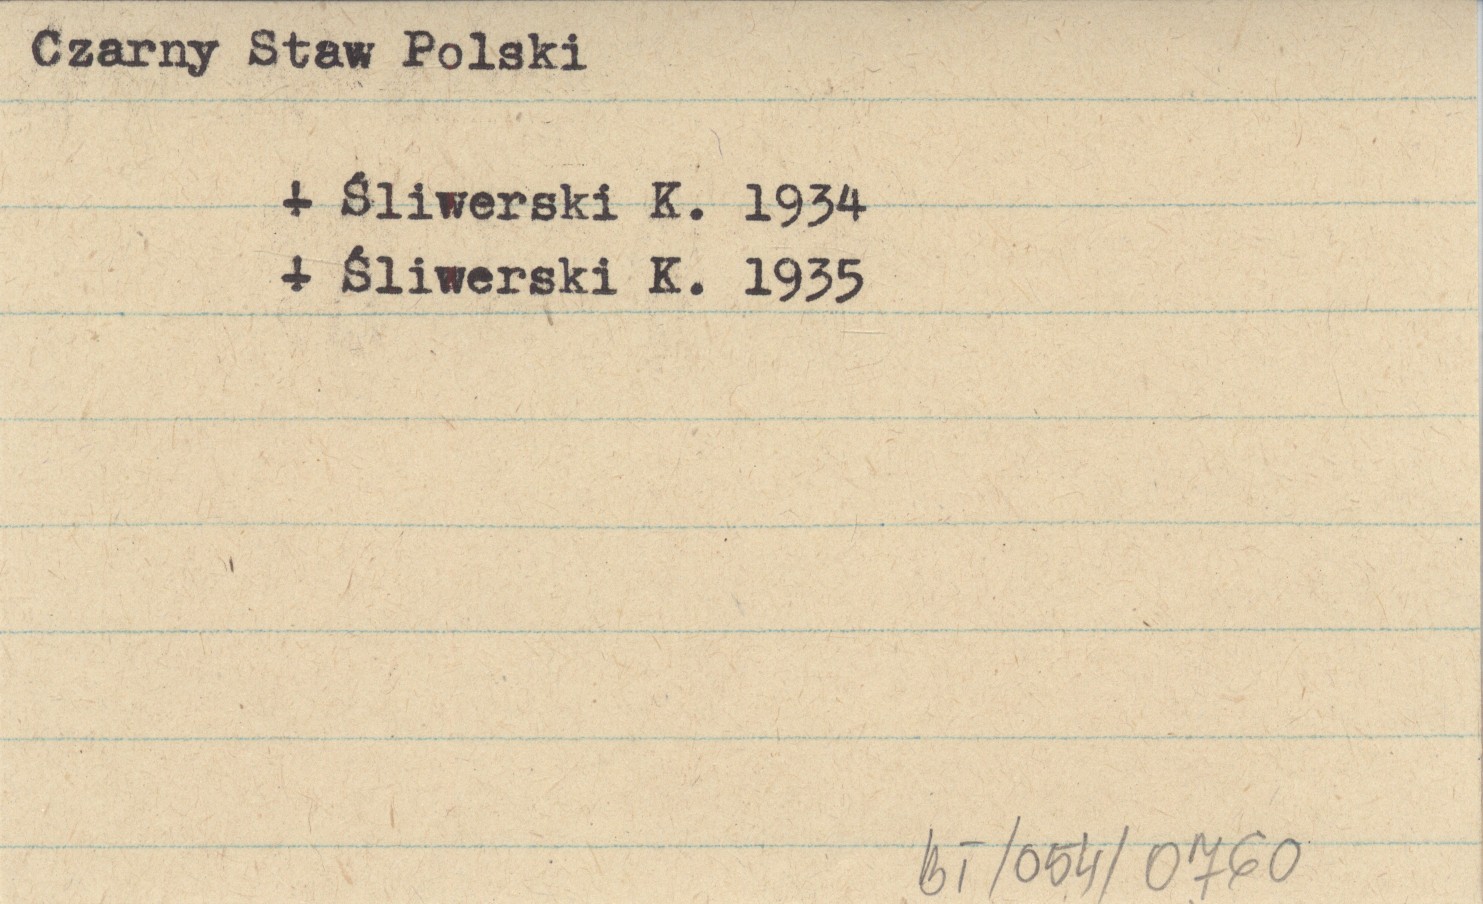 Czarny Staw Polski
+ Śliwerski K. 1934
+ Śliwerski K. 1935
BT/054/0760